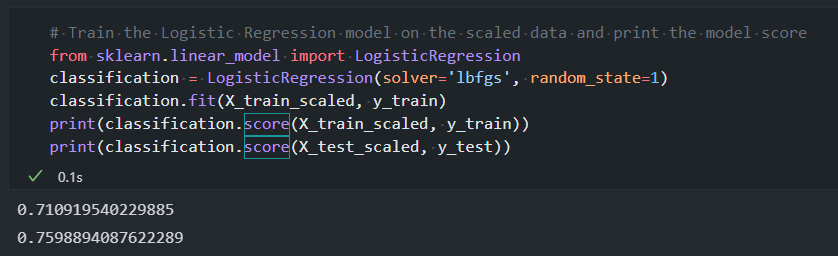 # Train the Logistic Regression model on the scaled data and print the model score
from sklearn.linear_model import LogisticRegression
classification = LogisticRegression(solver='lbfgs', random_state=1)
classification.fit(X_train_scaled, y_train)
print(classification.score(X_train_scaled, y_train))
print(classification.score(X_test_scaled, y_test))
0.1s
0.710919540229885
0.7598894087622289